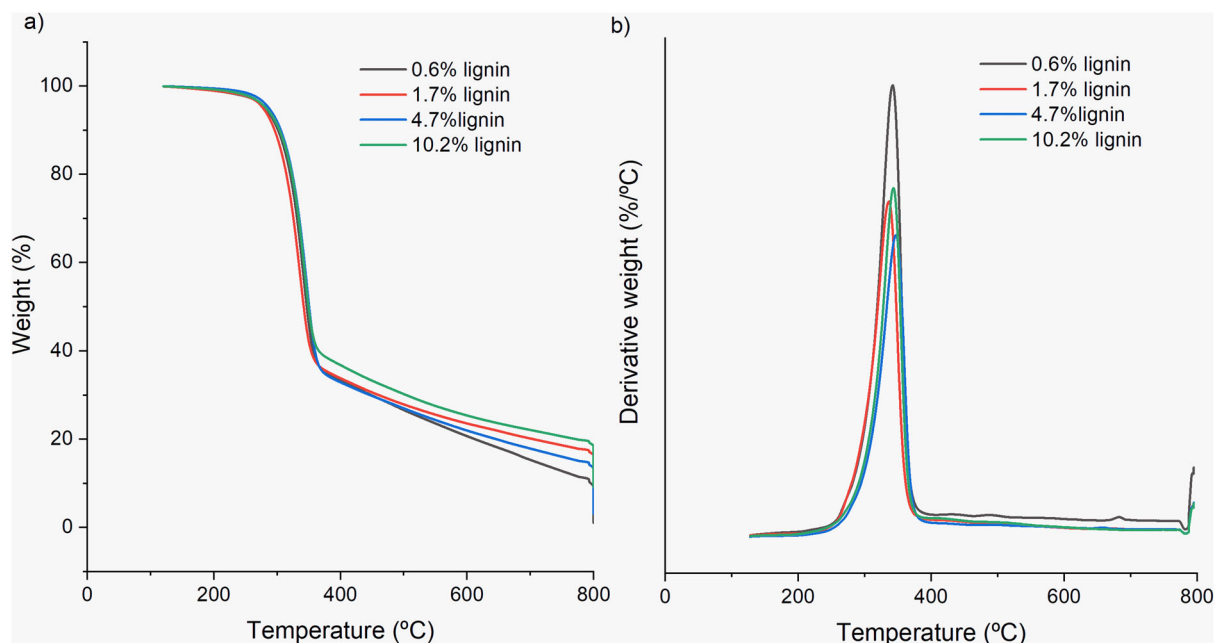 a)
0.6% lignin
1.7% lignin
4.7%lignin
10.2% lignin
100
80
60
40
20
0
Weight (%)
0 200 400 600 800
Temperature (ºC)
b)
0.6% lignin
1.7% lignin
4.7%lignin
10.2% lignin
Derivative weight (%/ºC)
0 200 400 600 800
Temperature (ºC)